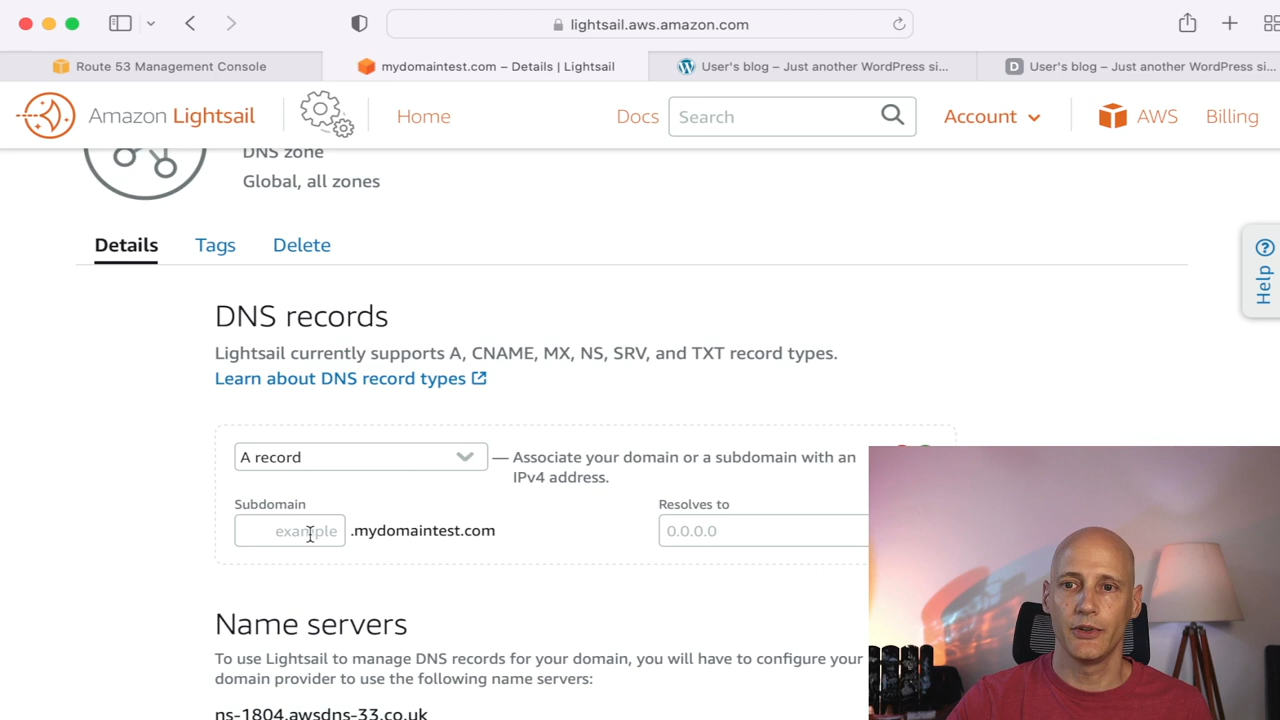 lightsail.aws.amazon.com
Route 53 Management Console
mydomaintest.com – Details | Lightsail
User's blog – Just another WordPress si...
D
User's blog – Just another WordPress si...
Amazon Lightsail
Home
Docs
Search
Account
AWS
Billing
DNS zone
Global, all zones
Details
Tags
Delete
Help ?
DNS records
Lightsail currently supports A, CNAME, MX, NS, SRV, and TXT record types.
Learn about DNS record types
A record
— Associate your domain or a subdomain with an
IPv4 address.
Subdomain
Resolves to
example
.mydomaintest.com
0.0.0.0
Name servers
To use Lightsail to manage DNS records for your domain, you will have to configure your
domain provider to use the following name servers:
ns-1804.awsdns-33.co.uk